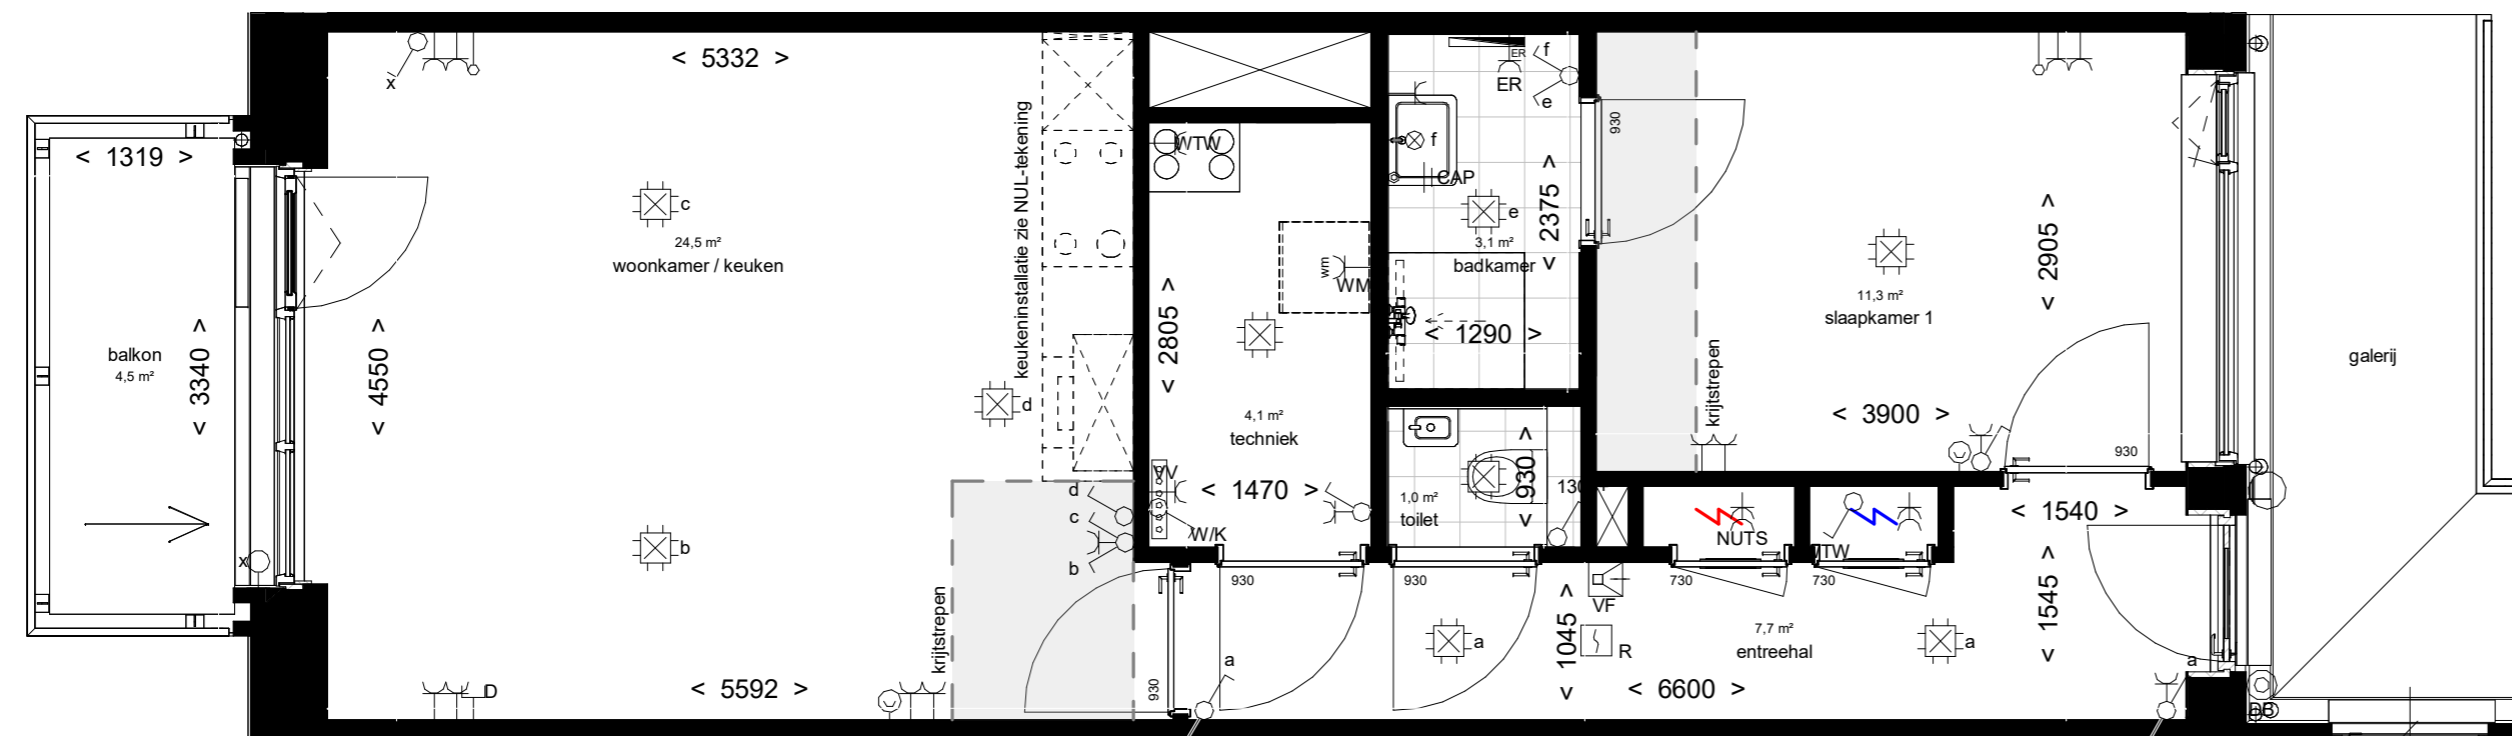 < 5332 >
x
< 1319 >
c
24,5 m²
woonkamer / keuken
keukeninstallatie zie NUL-tekening
balkon
4,5 m²
< 3340 >
< 4550 >
d
x
b
krijtstrepen
< 5592 >
D
WTW
< 2805 >
wm
WM
4,1 m²
techniek
VV
< 1470 >
d
c
b
W/K
930
930
a
ER
ER
f
e
f
CAP
e
3,1 m²
badkamer
< 2375 >
< 1290 >
930
< 930 >
1,0 m²
toilet
130
930
a
VF
R
< 1045 >
< 6600 >
7,7 m²
entreehal
a
NUTS
730
WTW
730
11,3 m²
slaapkamer 1
< 2905 >
< 3900 >
krijtstrepen
930
< 1540 >
< 1545 >
a
DB
galerij